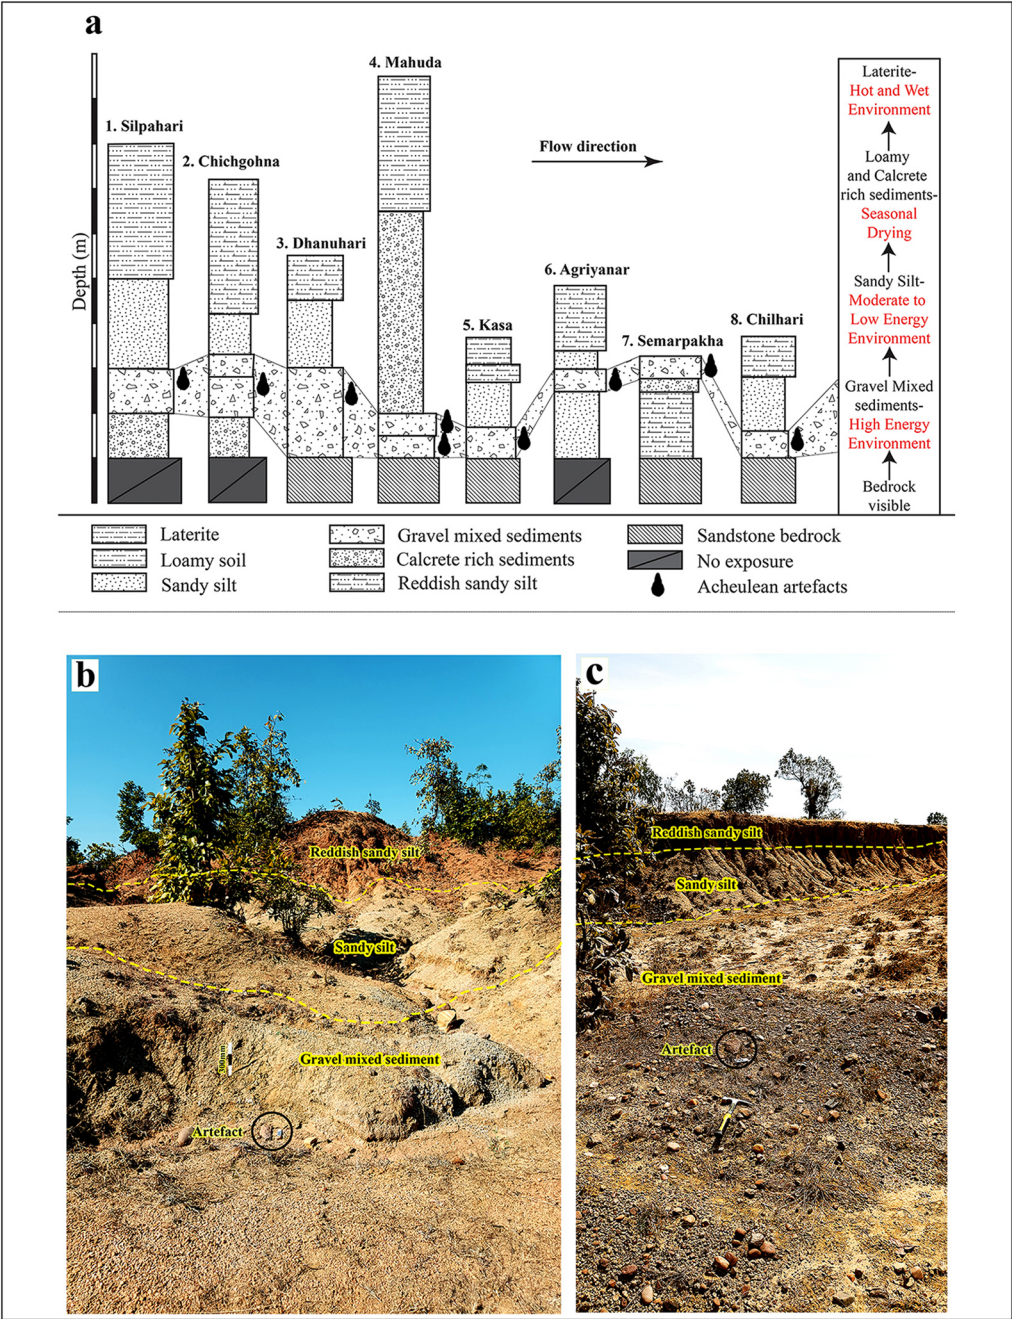 a
4. Mahuda
1. Silpahari
2. Chichgohna
Flow direction
3. Dhanuhari
6. Agriyanar
5. Kasa
7. Semarpakha
8. Chilhari
Depth (m)
Laterite-
Hot and Wet
Environment
Loamy
and Calcrete
rich sediments-
Seasonal
Drying
Sandy Silt-
Moderate to
Low Energy
Environment
Gravel Mixed
sediments-
High Energy
Environment
Bedrock
visible
Laterite
Loamy soil
Sandy silt
Gravel mixed sediments
Calcrete rich sediments
Reddish sandy silt
Sandstone bedrock
No exposure
Acheulean artefacts
b
Reddish sandy silt
Sandy silt
Gravel mixed sediment
Artefact
c
Reddish sandy silt
Sandy silt
Gravel mixed sediment
Artefact